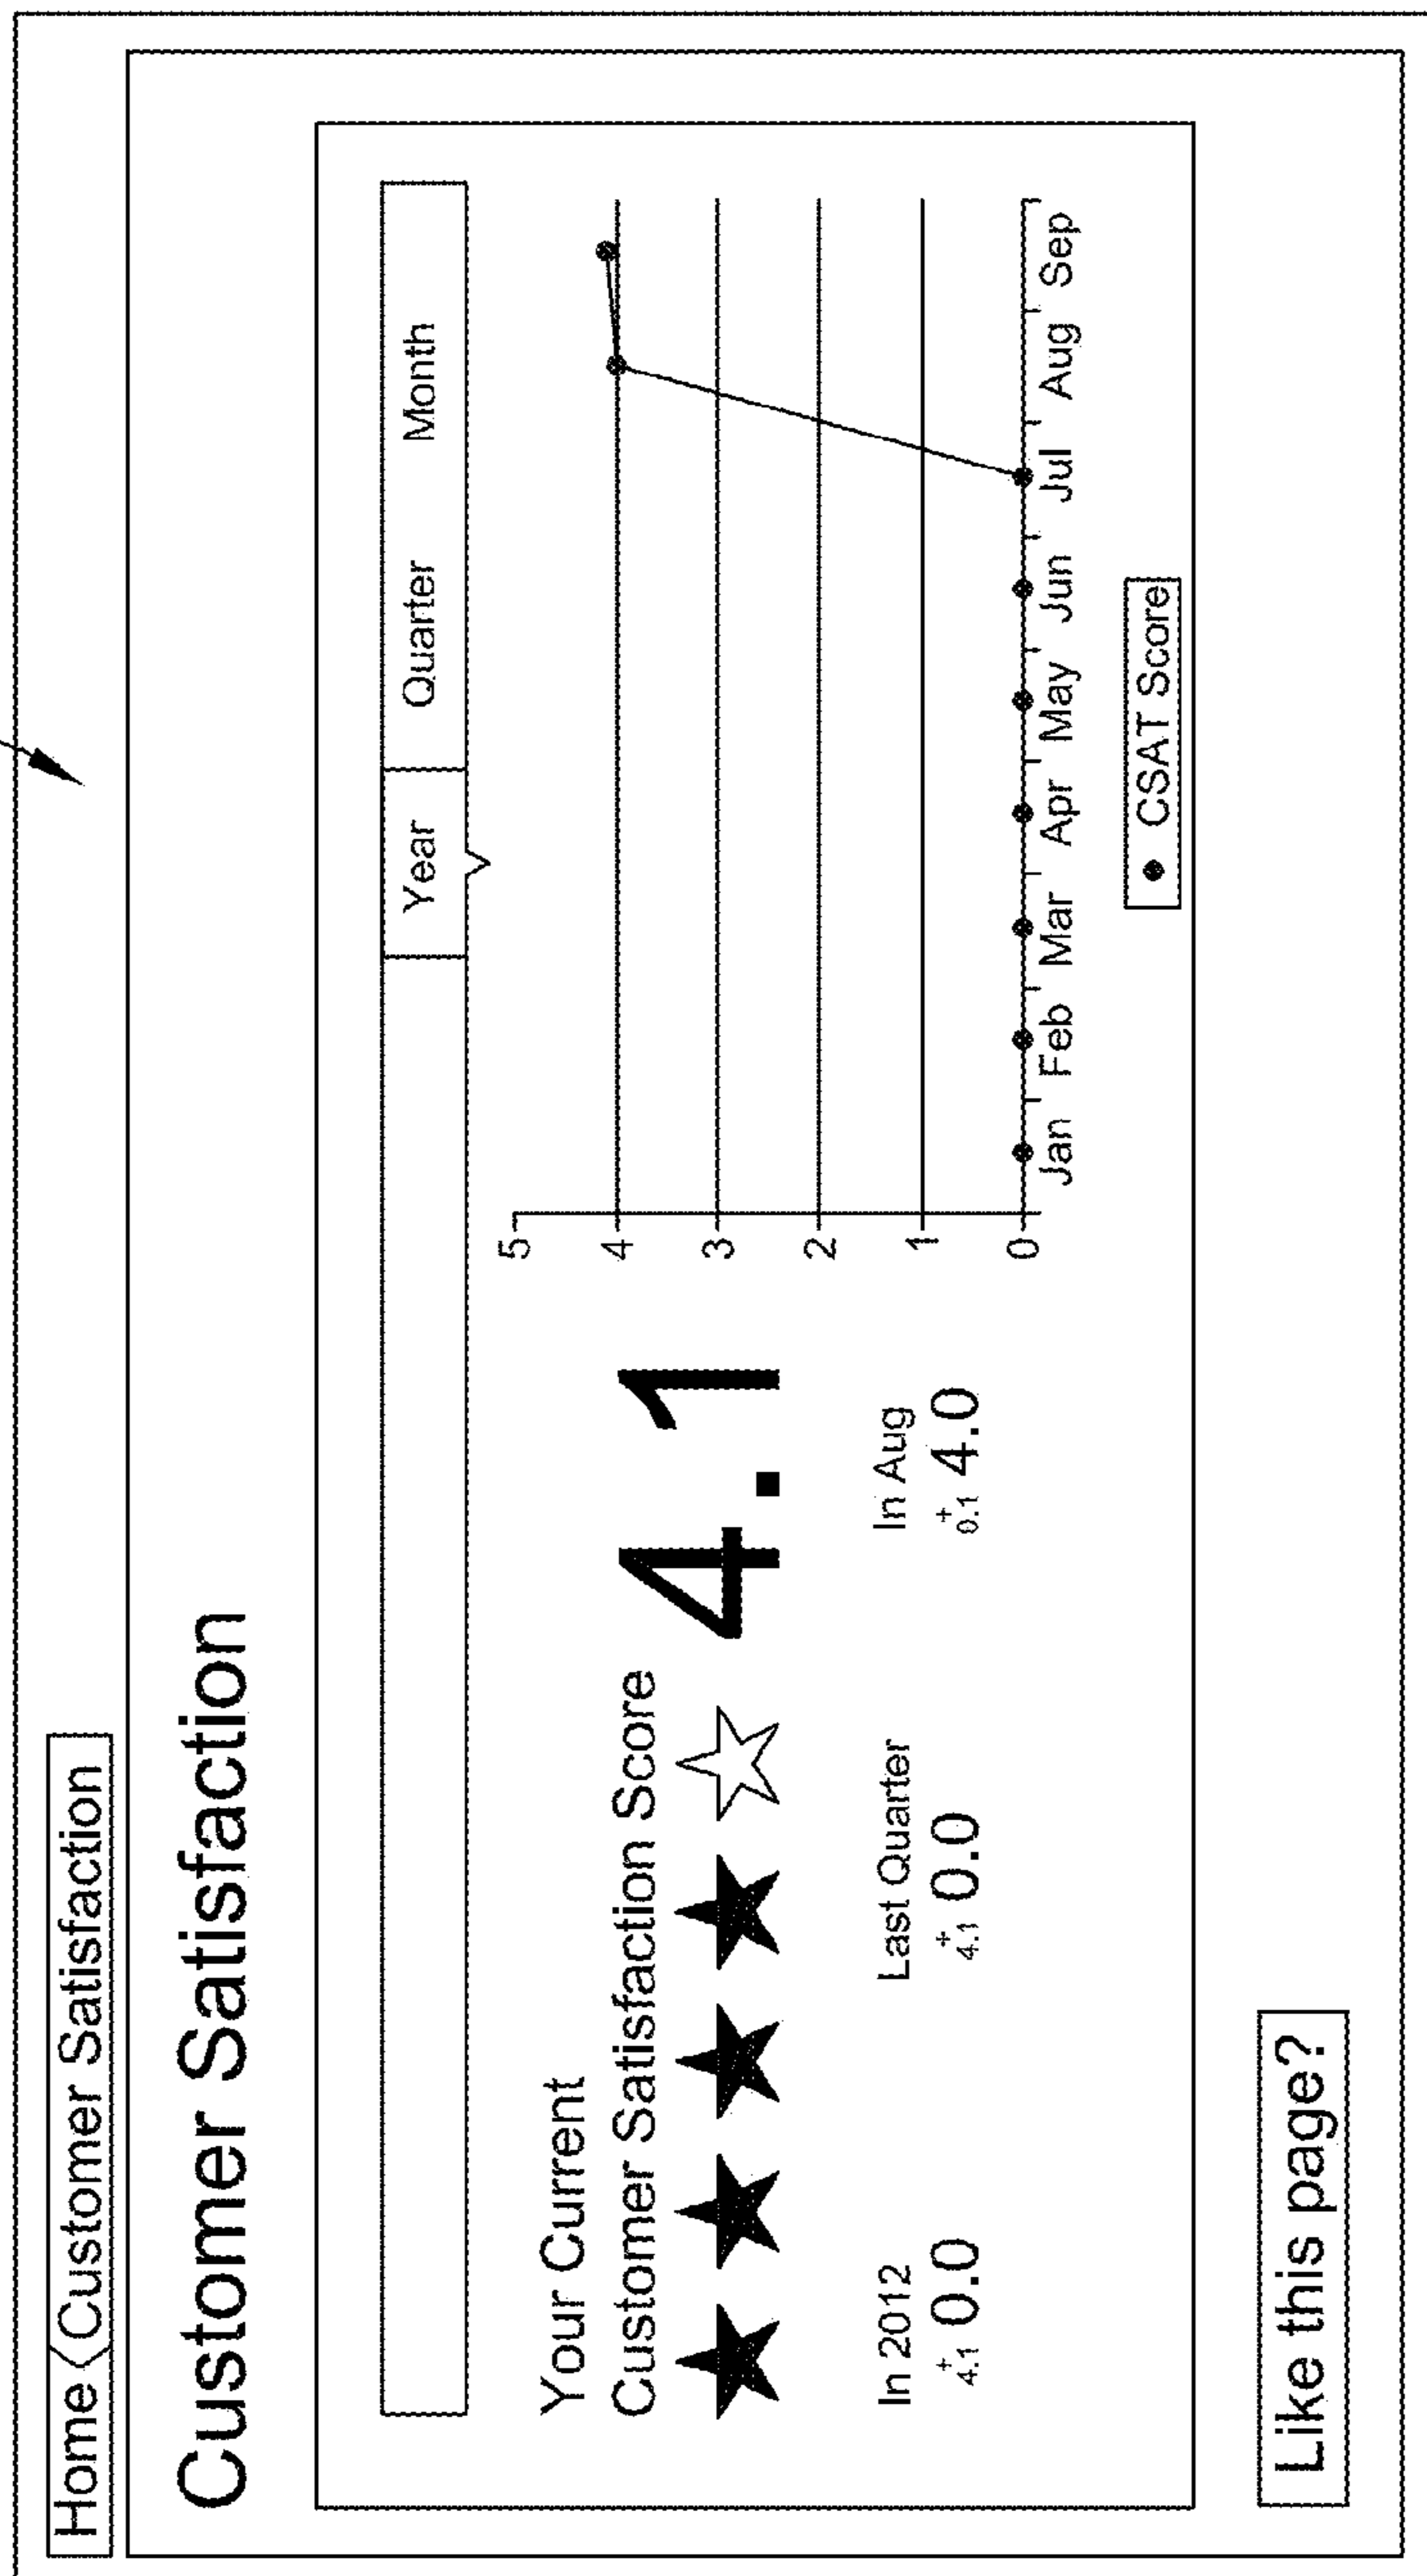 Home Customer Satisfaction
Customer Satisfaction
Year Quarter Month
Your Current
Customer Satisfaction Score
4.1
In 2012
+
4.1 0.0
Last Quarter
+
4.1 0.0
In Aug
+
0.1 4.0
5
4
3
2
1
0
Jan Feb Mar Apr May Jun Jul Aug Sep
CSAT Score
Like this page?